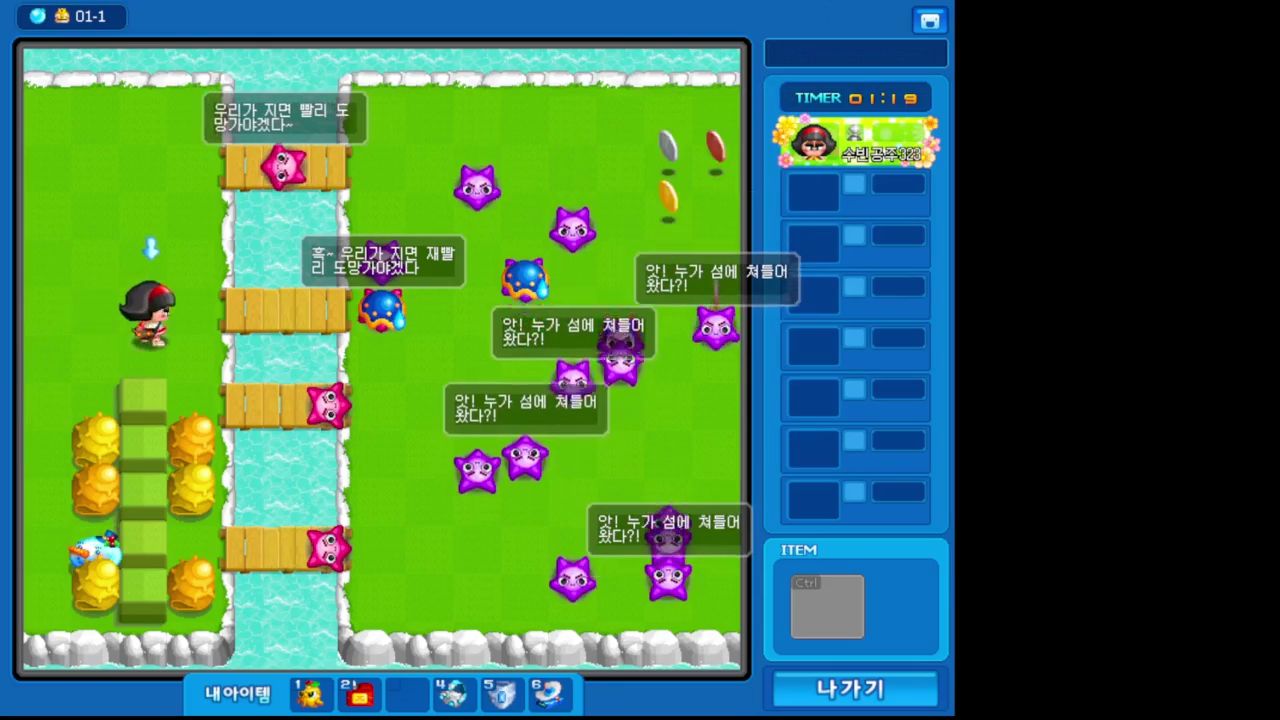 01-1
TIMER 01:19
수빈공주323
우리가 지면 빨리 도
망가야겠다~
흑~ 우리가 지면 재빨
리 도망가야겠다
앗! 누가 섬에 쳐들어
왔다?!
앗! 누가 섬에 쳐들어
왔다?!
앗! 누가 섬에 쳐들어
왔다?!
앗! 누가 섬에 쳐들어
왔다?!
ITEM
Ctrl
내아이템
1
2
4
5
6
나가기